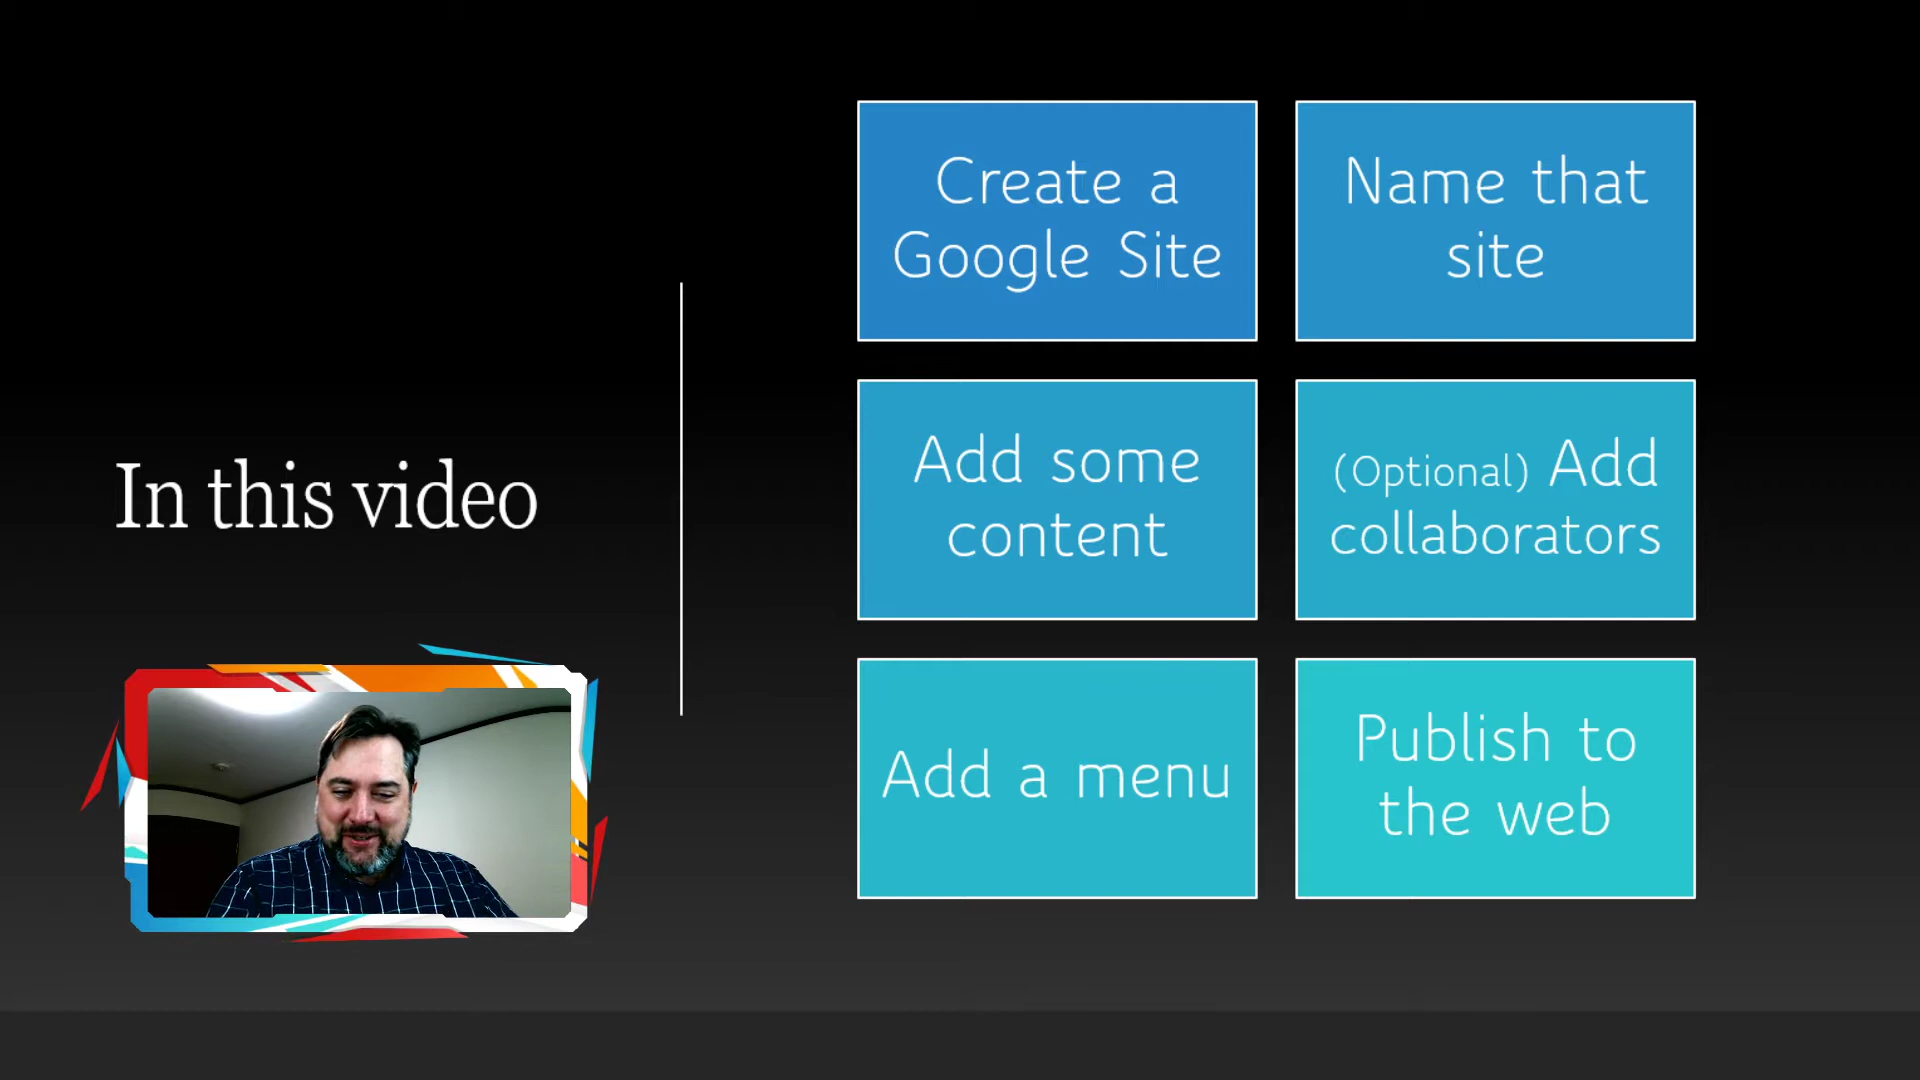 In this video
Create a
Google Site
Name that
site
Add some
content
(Optional) Add
collaborators
Add a menu
Publish to
the web